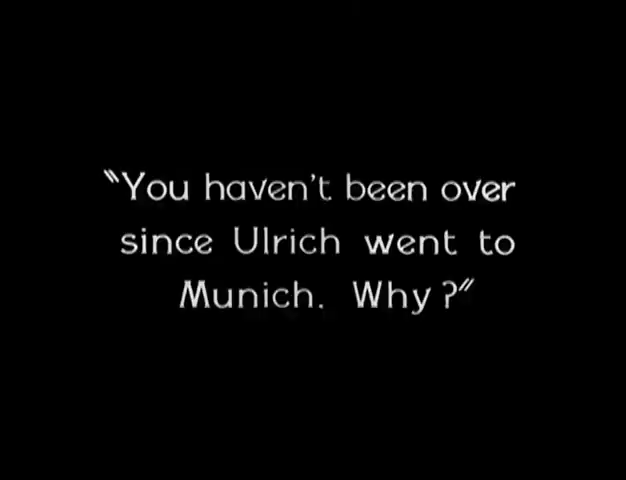 "You haven't been over
since Ulrich went to
Munich. Why?"